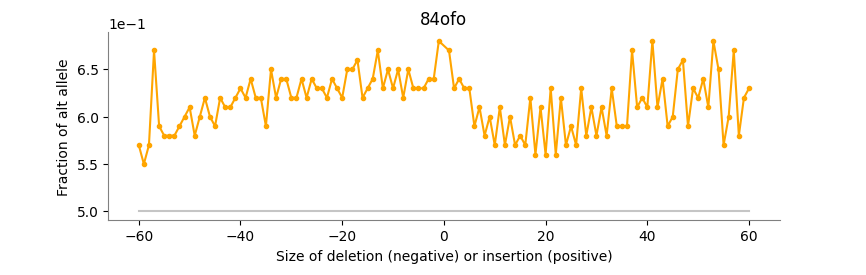 84ofo
1e−1
Fraction of alt allele
6.5
6.0
5.5
5.0
−60 −40 −20 0 20 40 60
Size of deletion (negative) or insertion (positive)